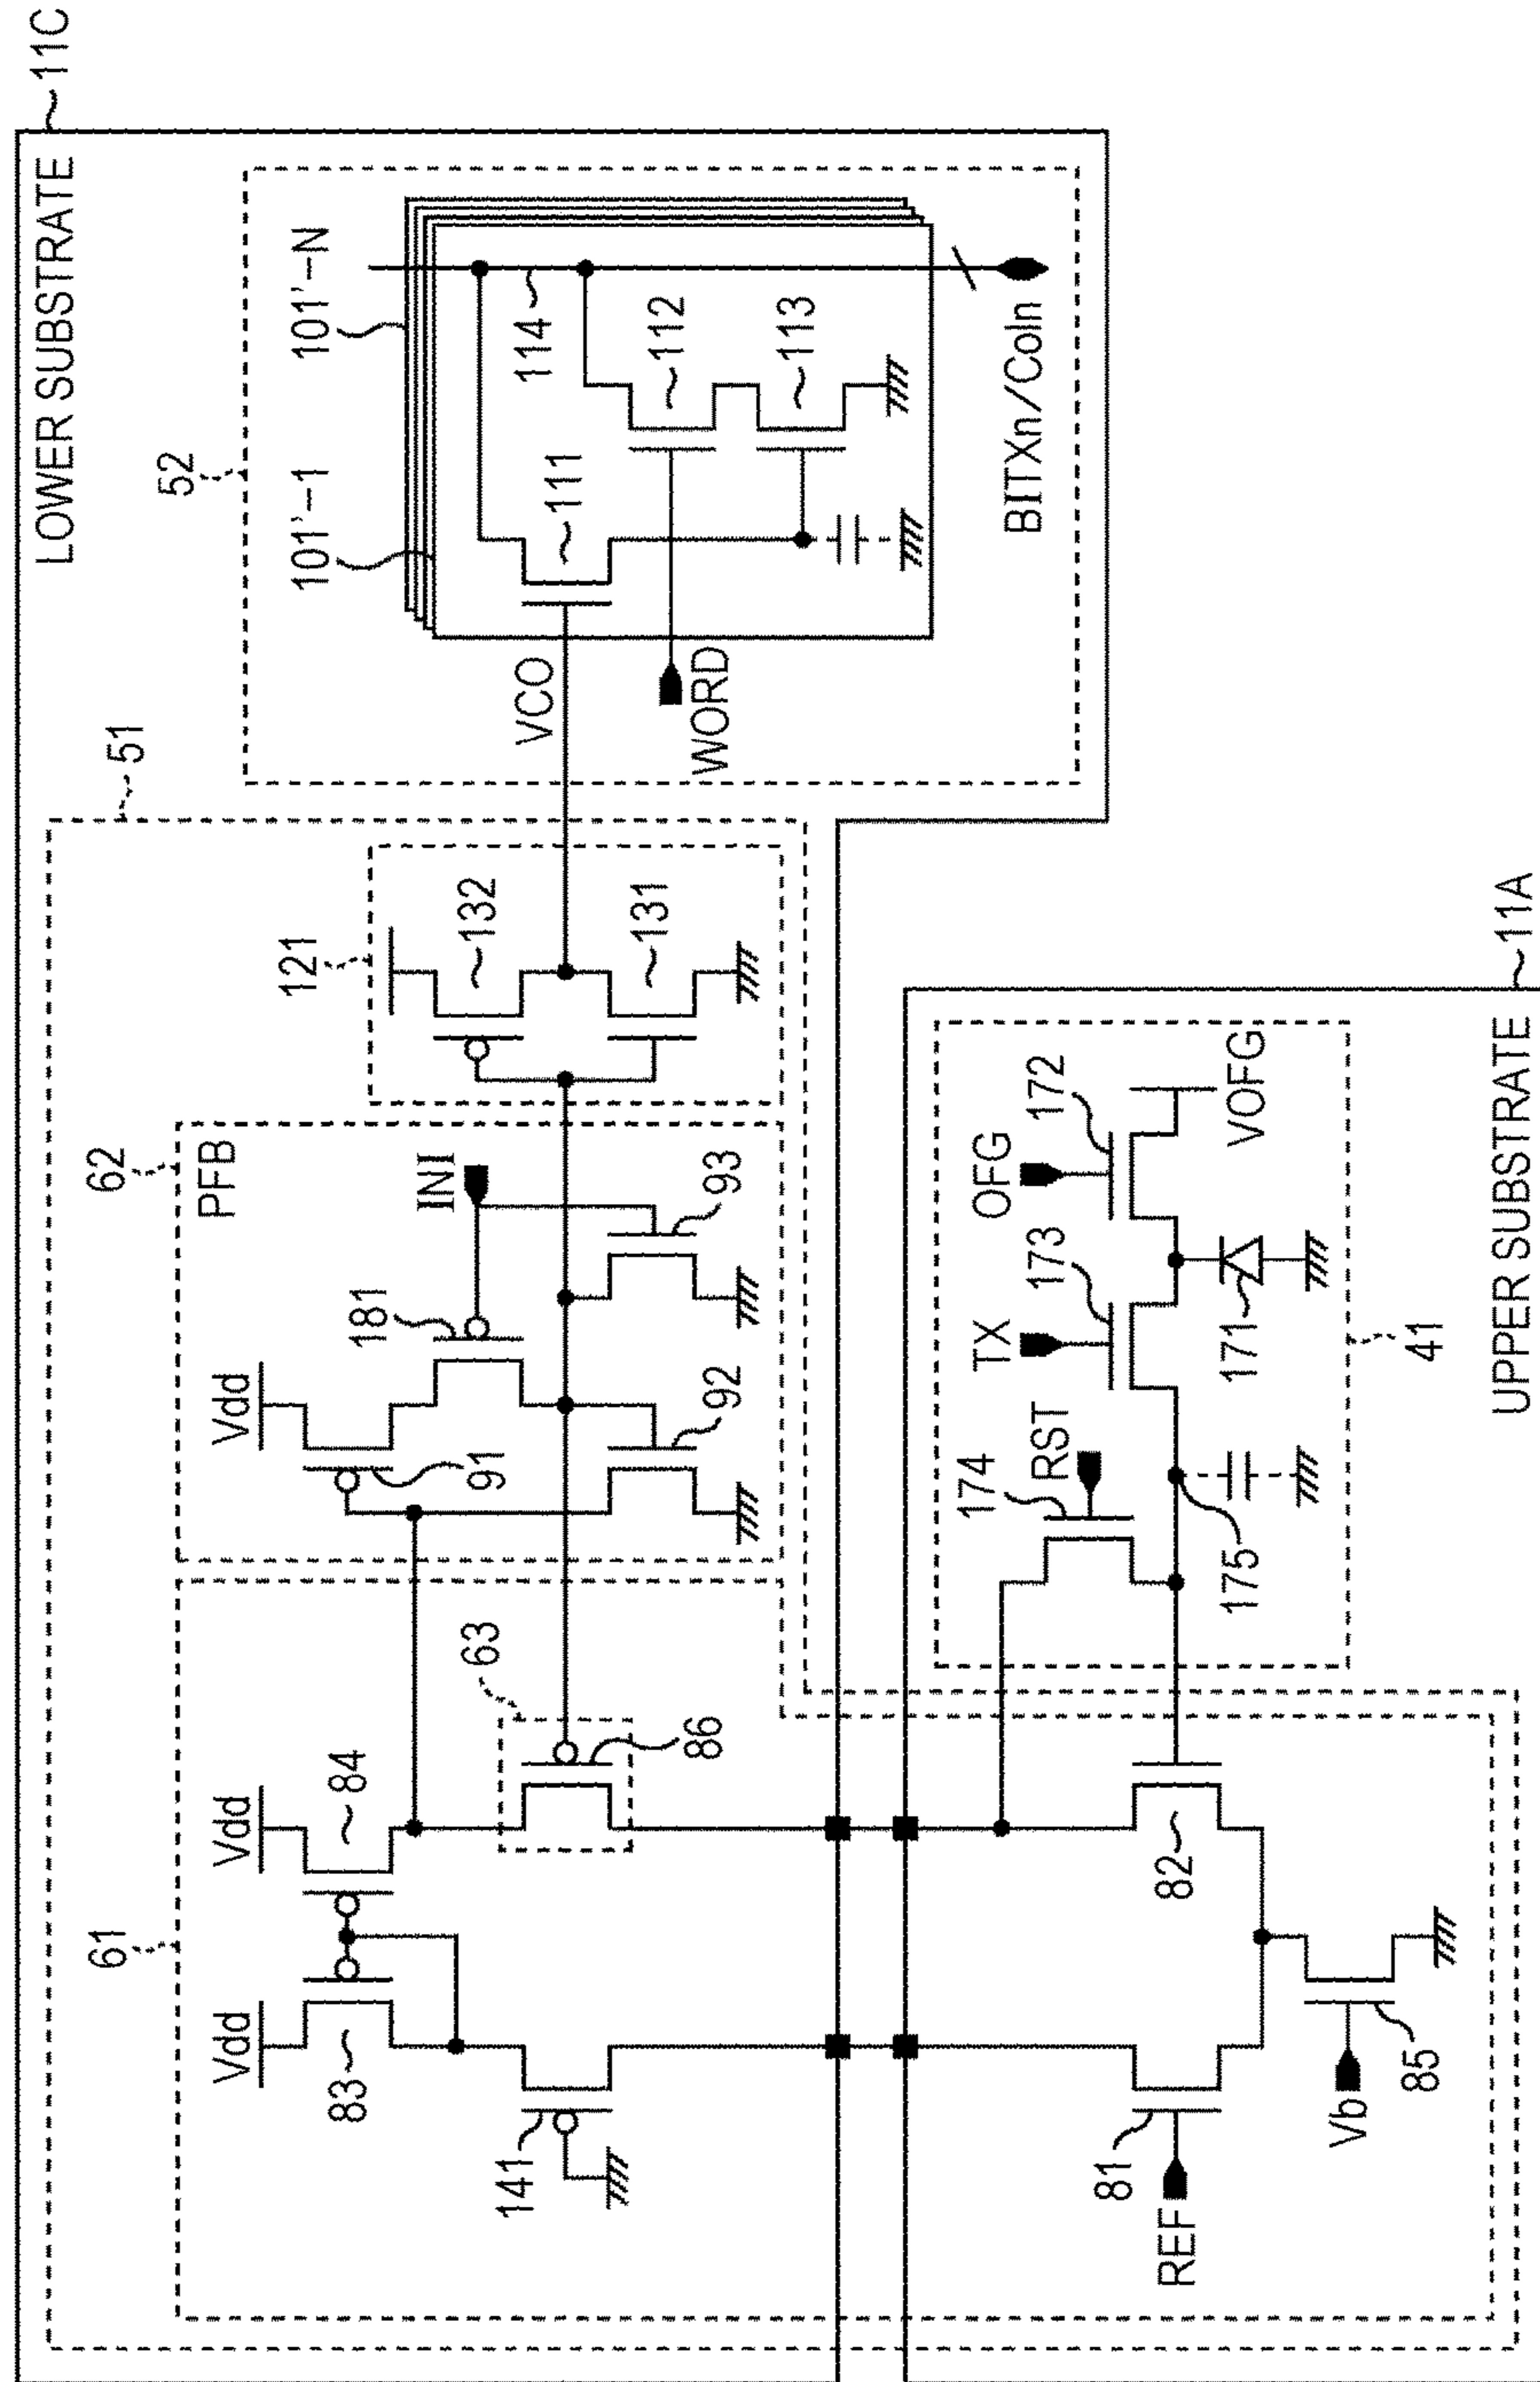 LOWER SUBSTRATE
11C
51
52
61
62
PFB
121
101'-1
101'-N
Vdd
Vdd
Vdd
83
84
141
63
86
91
181
INI
92
93
132
131
VCO
111
114
112
113
WORD
BITXn/Coln
UPPER SUBSTRATE
11A
41
REF
81
82
Vb
85
174
RST
175
TX
173
171
OFG
172
VOFG